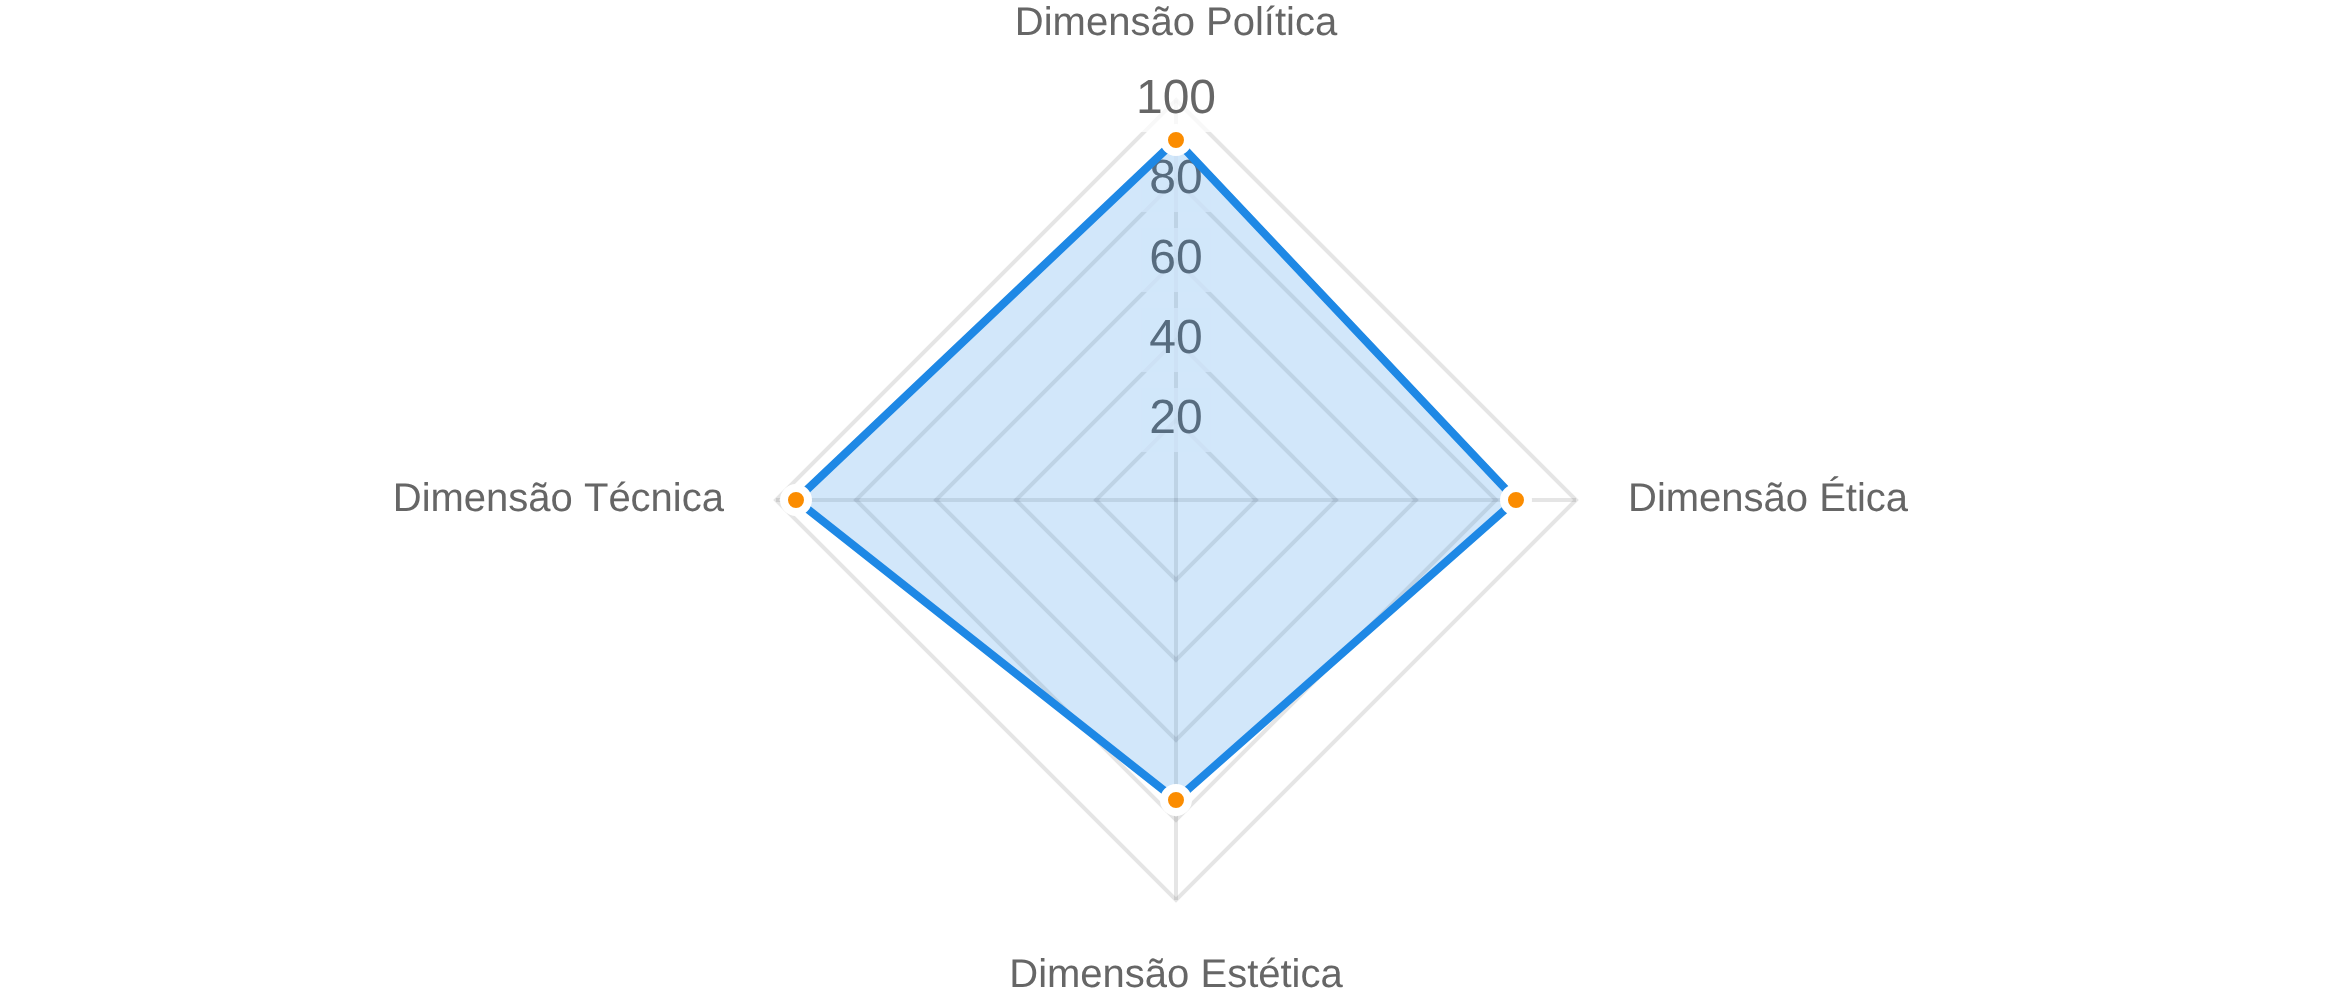 Dimensão Política
100
80
60
40
20
Dimensão Técnica
Dimensão Ética
Dimensão Estética